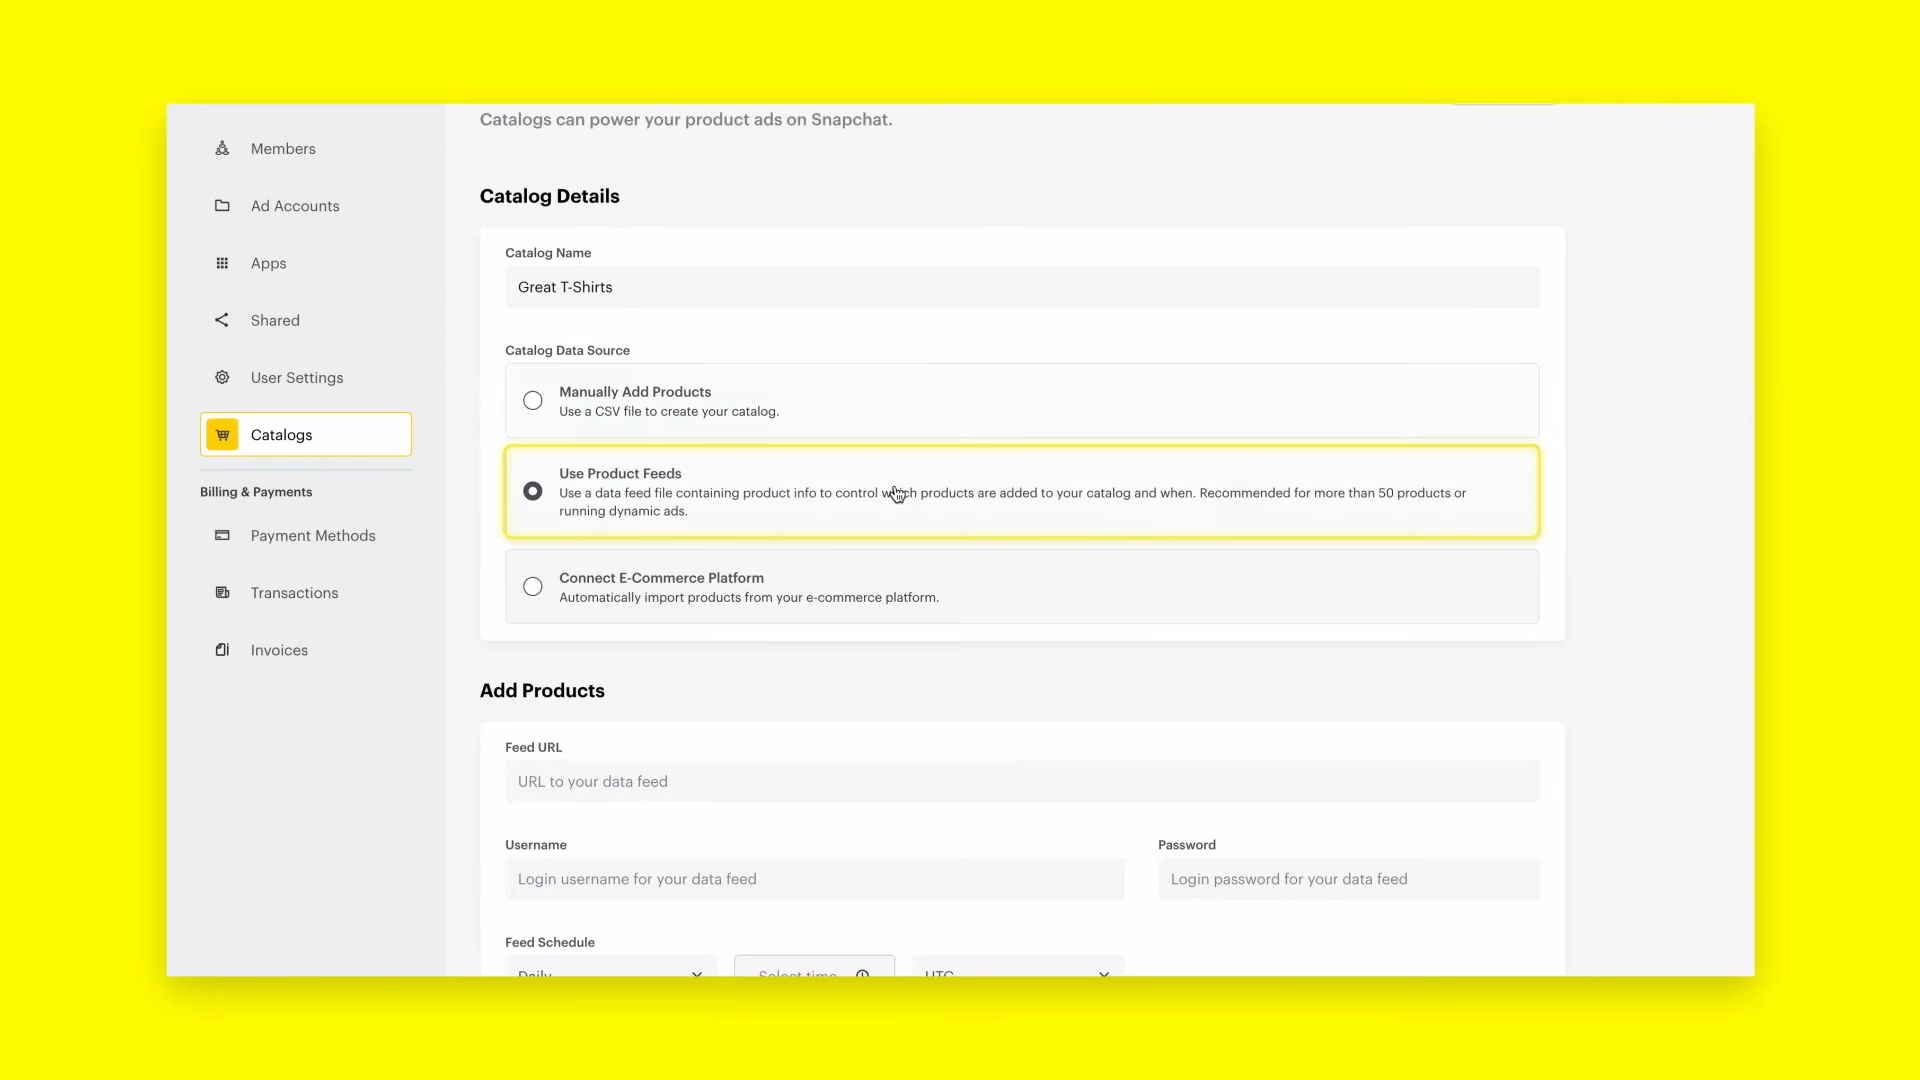 Catalogs can power your product ads on Snapchat.
Members
Ad Accounts
Apps
Shared
User Settings
Catalogs
Billing & Payments
Payment Methods
Transactions
Invoices
Catalog Details
Catalog Name
Great T-Shirts
Catalog Data Source
Manually Add Products
Use a CSV file to create your catalog.
Use Product Feeds
Use a data feed file containing product info to control which products are added to your catalog and when. Recommended for more than 50 products or
running dynamic ads.
Connect E-Commerce Platform
Automatically import products from your e-commerce platform.
Add Products
Feed URL
URL to your data feed
Username
Password
Login username for your data feed
Login password for your data feed
Feed Schedule
Daily
Select time
UTC